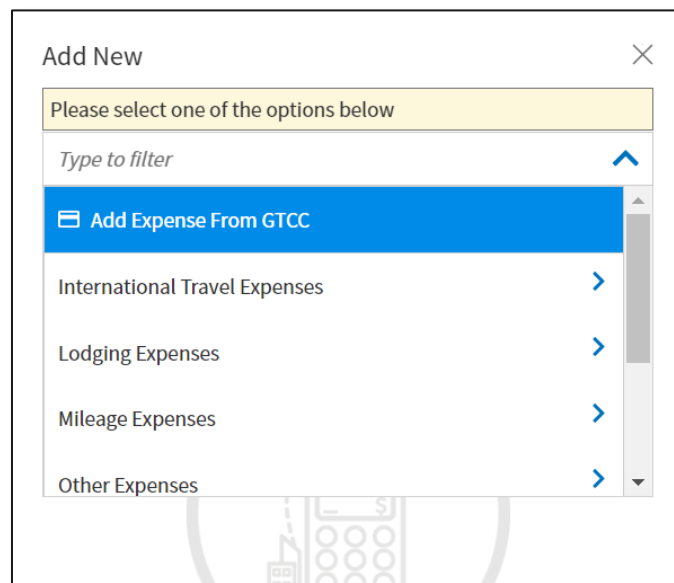 Add New
Please select one of the options below
Type to filter
Add Expense From GTCC
International Travel Expenses
Lodging Expenses
Mileage Expenses
Other Expenses
$